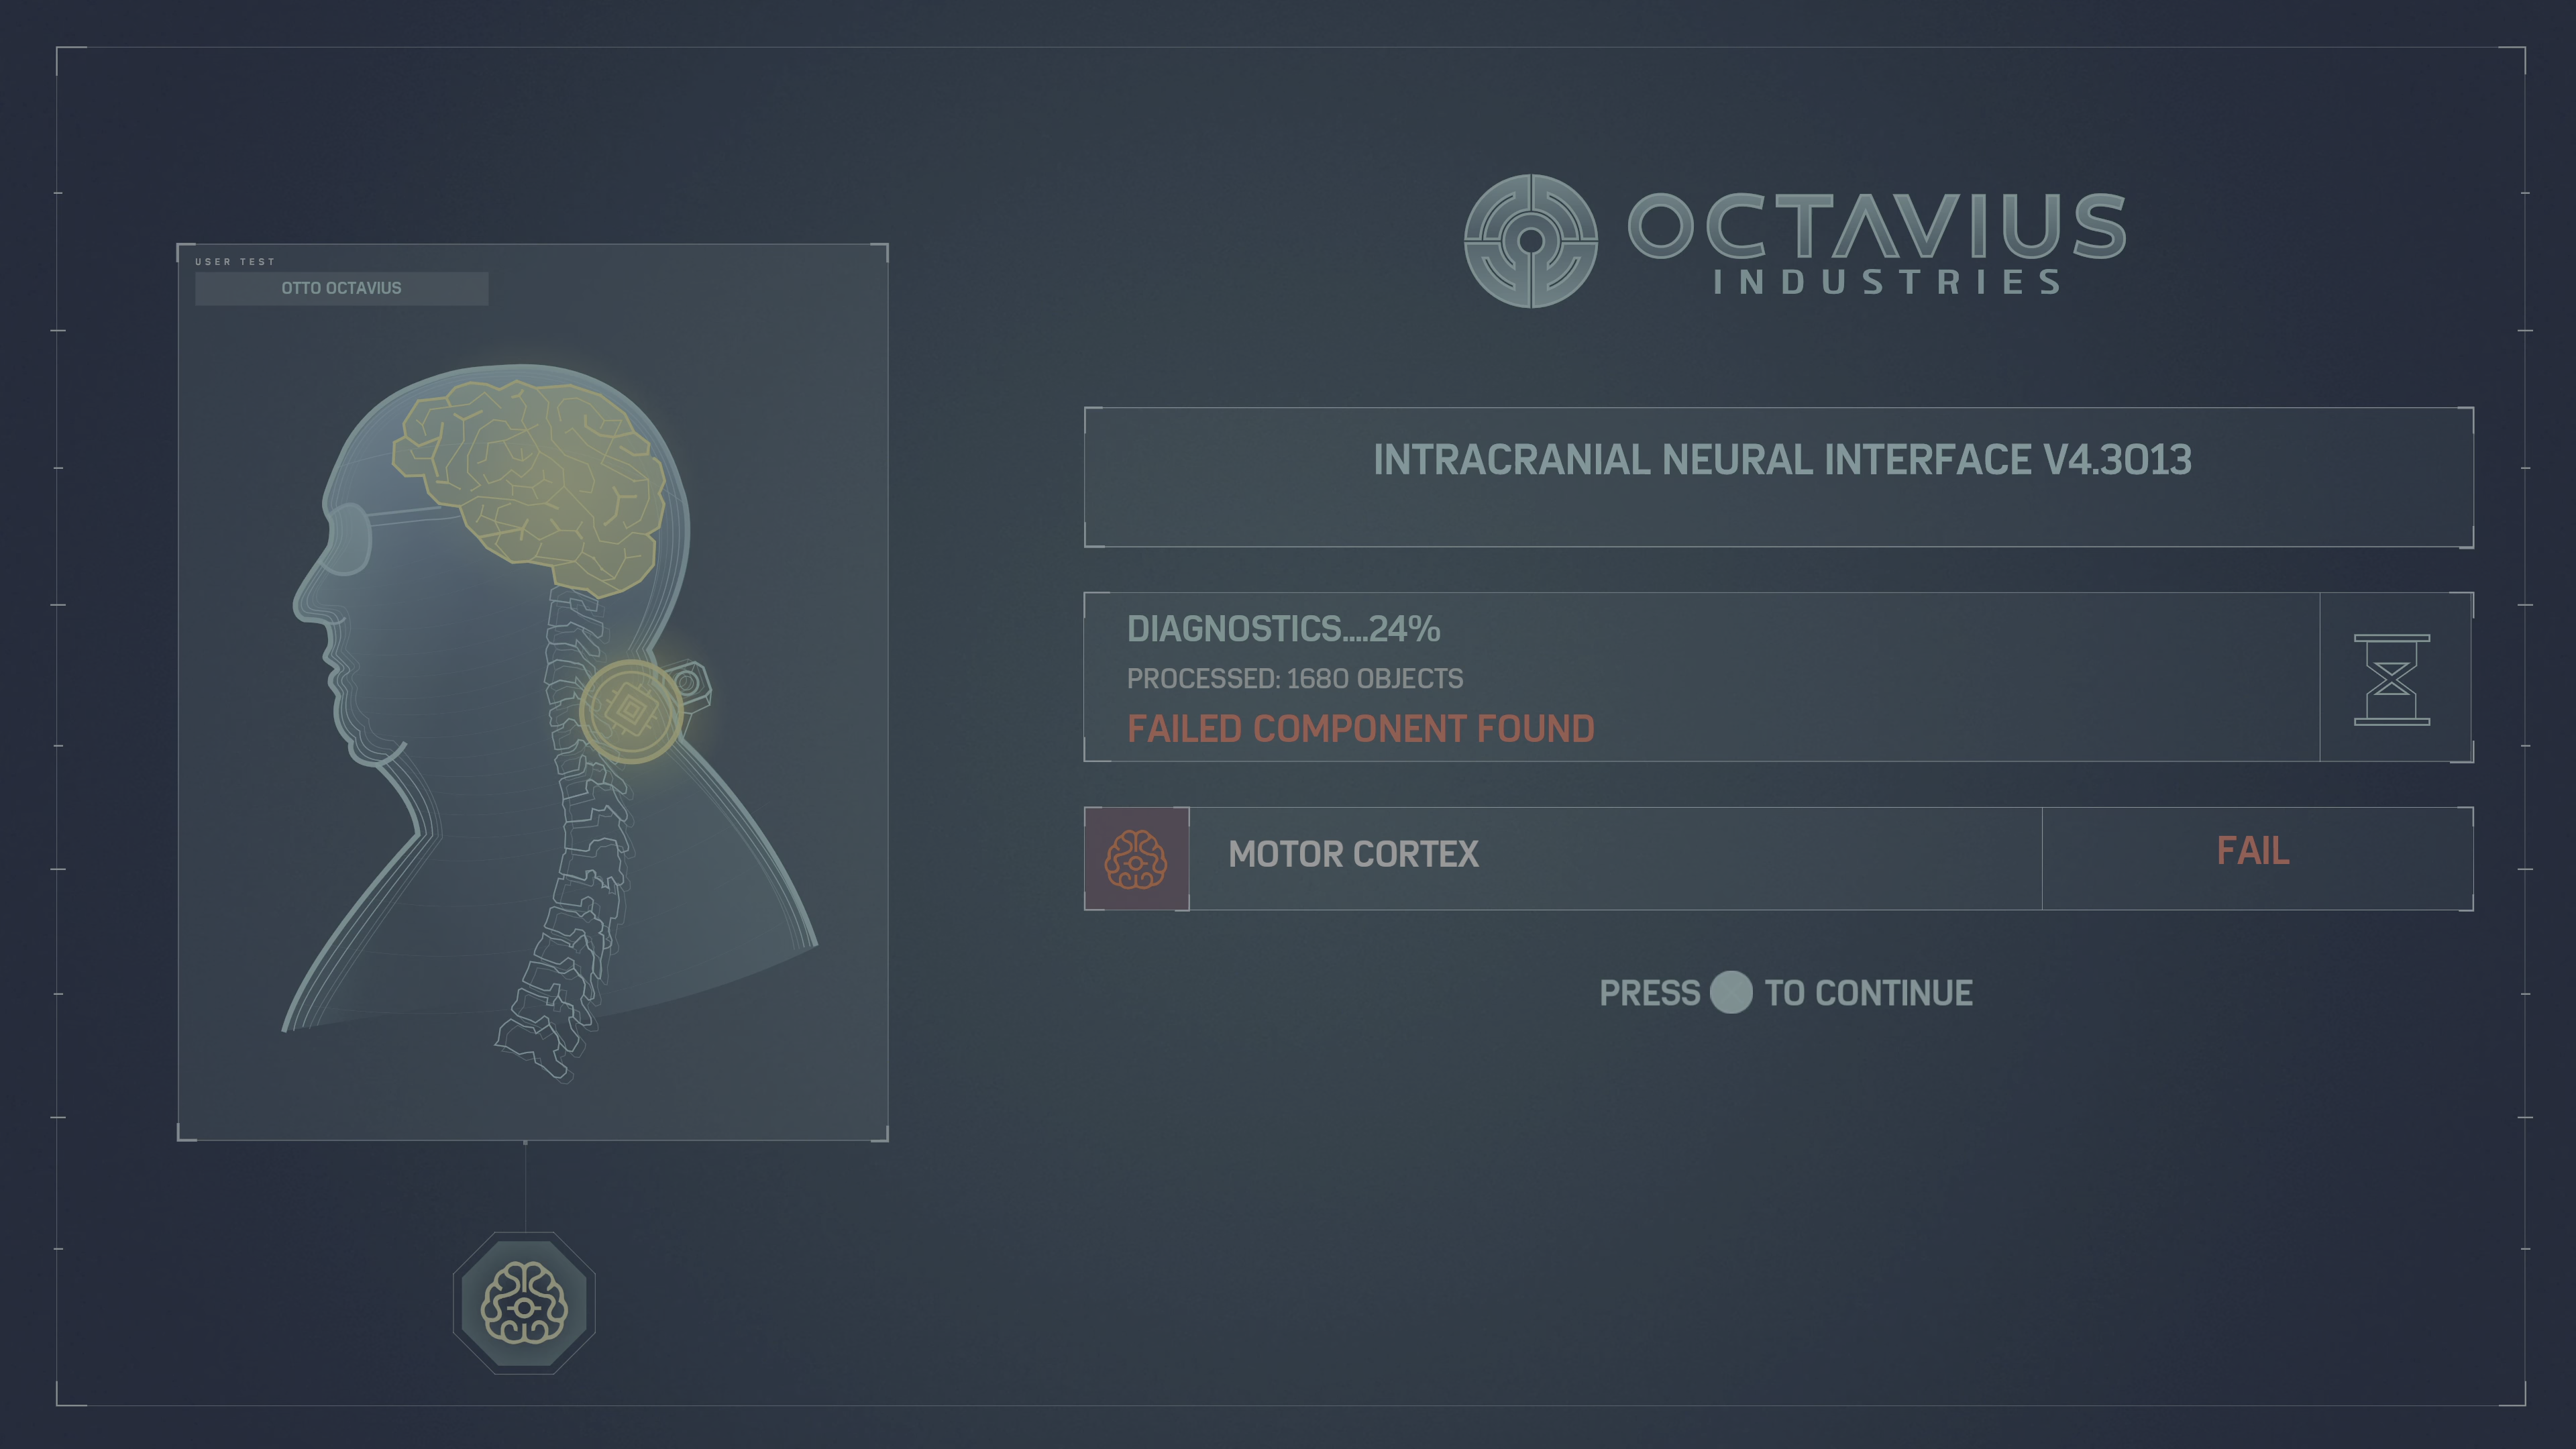 USER TEST
OTTO OCTAVIUS
OCTAVIUS
INDUSTRIES
INTRACRANIAL NEURAL INTERFACE V4.3013
DIAGNOSTICS....24%
PROCESSED: 1680 OBJECTS
FAILED COMPONENT FOUND
MOTOR CORTEX
FAIL
PRESS TO CONTINUE